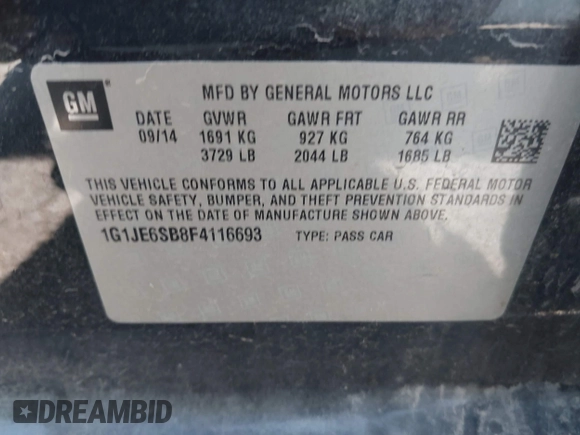 GM
MFD BY GENERAL MOTORS LLC
DATE GVWR GAWR FRT GAWR RR
09/14 1691 KG 927 KG 764 KG
3729 LB 2044 LB 1685 LB
THIS VEHICLE CONFORMS TO ALL APPLICABLE U.S. FEDERAL MOTOR
VEHICLE SAFETY, BUMPER, AND THEFT PREVENTION STANDARDS IN
EFFECT ON THE DATE OF MANUFACTURE SHOWN ABOVE.
1G1JE6SB8F4116693 TYPE: PASS CAR
DREAMBID